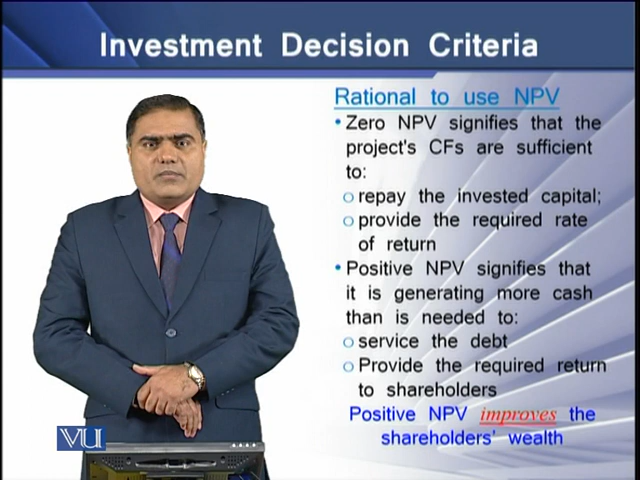 Investment Decision Criteria
Rational to use NPV
• Zero NPV signifies that the
project's CFs are sufficient
to:
o repay the invested capital;
o provide the required rate
of return
• Positive NPV signifies that
it is generating more cash
than is needed to:
o service the debt
o Provide the required return
to shareholders
Positive NPV improves the
shareholders' wealth
VU